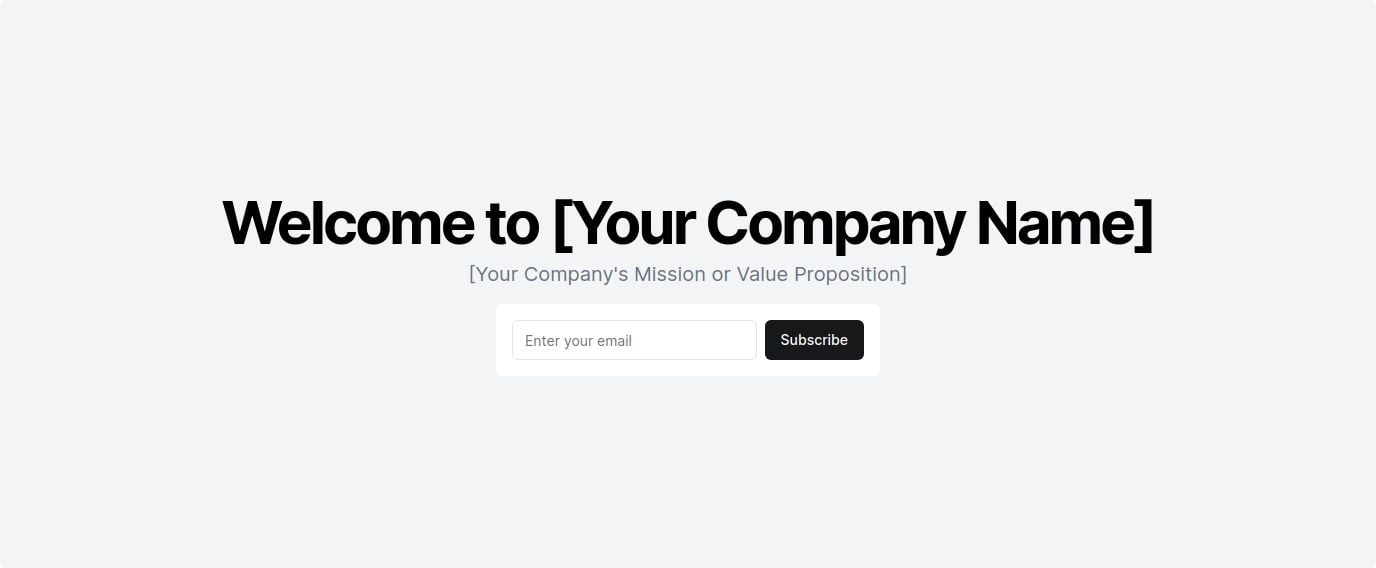 Welcome to [Your Company Name]
[Your Company's Mission or Value Proposition]
Enter your email
Subscribe